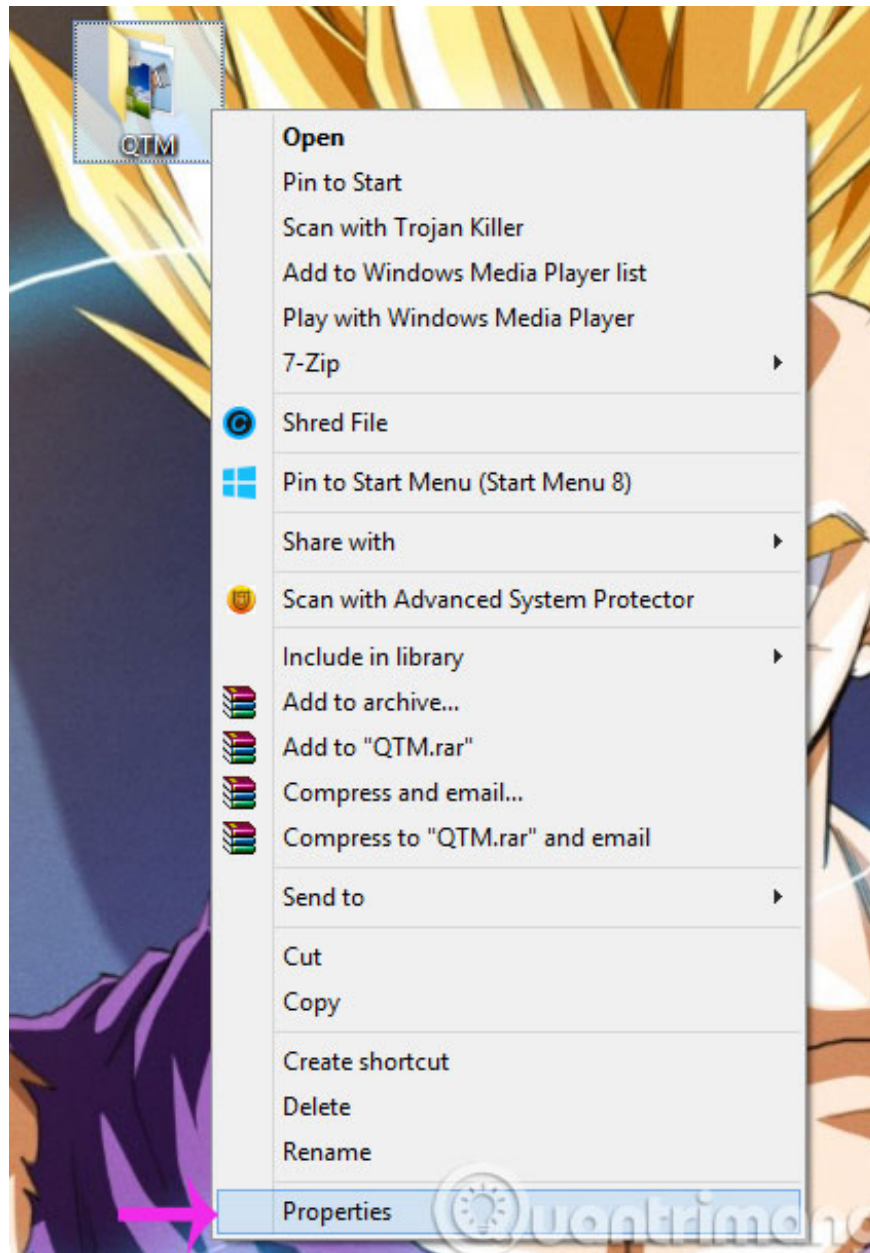 QTM
Open
Pin to Start
Scan with Trojan Killer
Add to Windows Media Player list
Play with Windows Media Player
7-Zip
Shred File
Pin to Start Menu (Start Menu 8)
Share with
Scan with Advanced System Protector
Include in library
Add to archive...
Add to "QTM.rar"
Compress and email...
Compress to "QTM.rar" and email
Send to
Cut
Copy
Create shortcut
Delete
Rename
Properties
Quantrimang